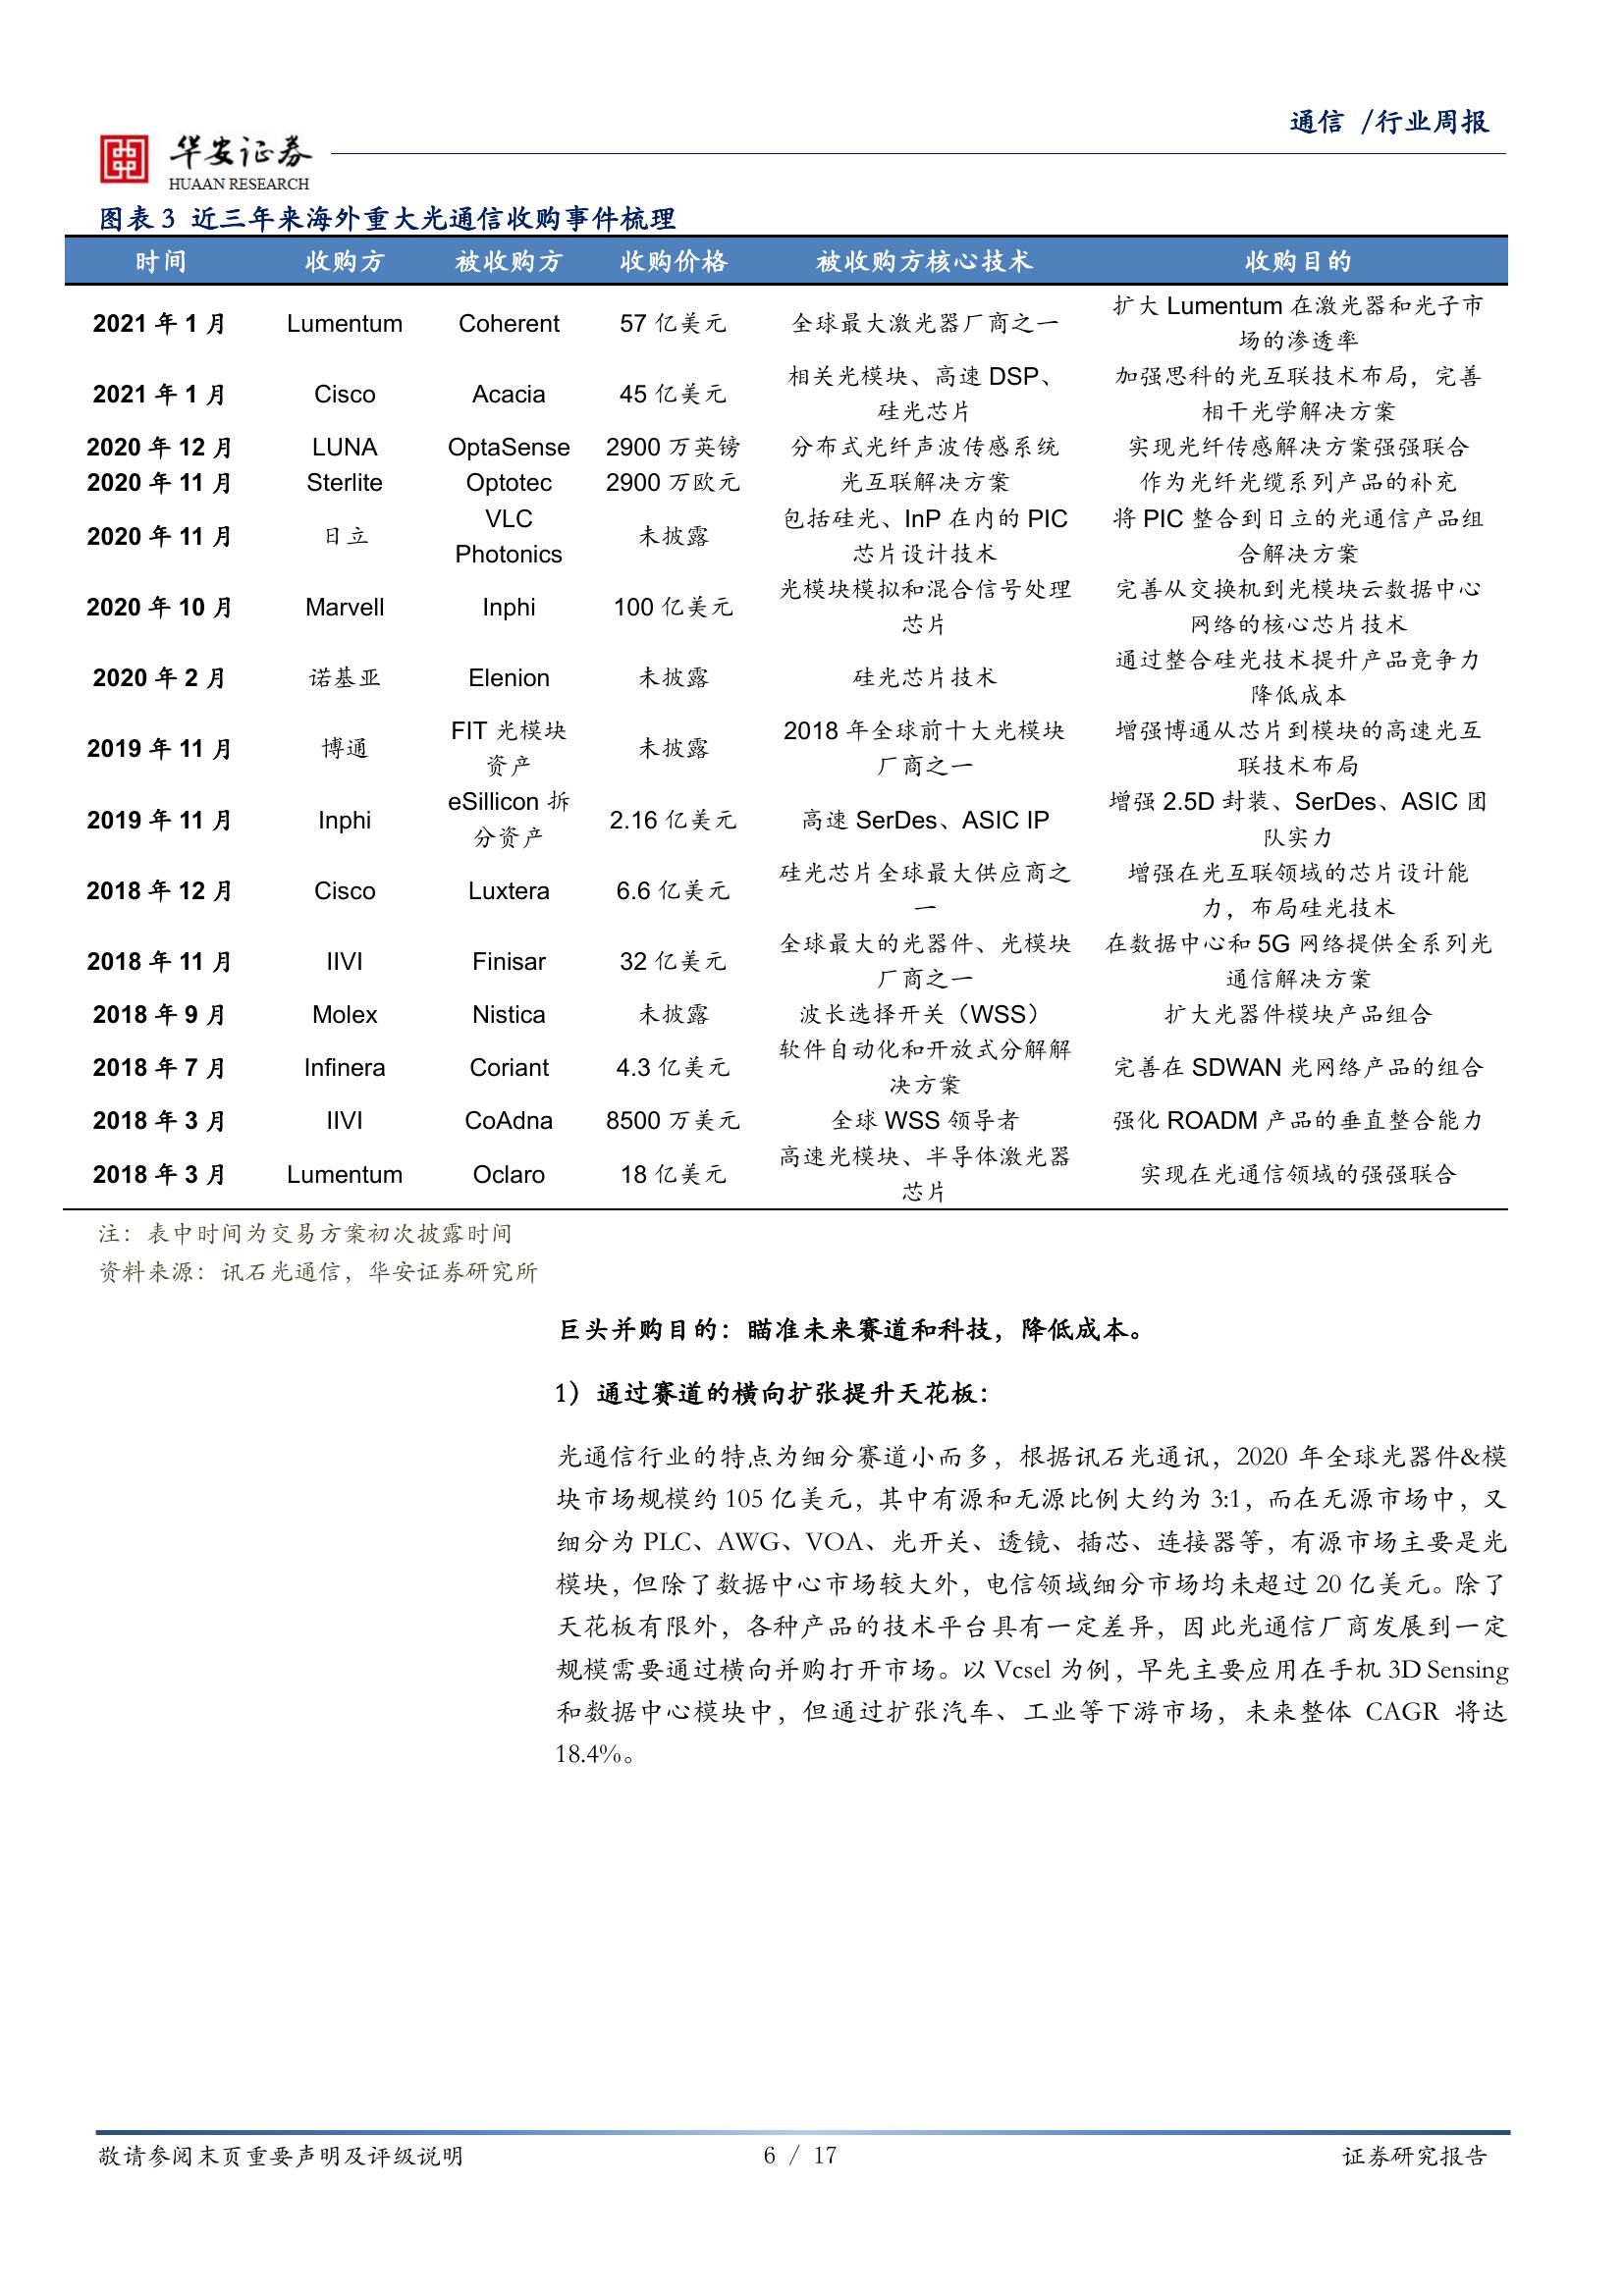 通信 /行业周报
华安证券
HUAAN RESEARCH
图表 3 近三年来海外重大光通信收购事件梳理
时间 收购方 被收购方 收购价格 被收购方核心技术 收购目的
2021 年 1 月 Lumentum Coherent 57 亿美元 全球最大激光器厂商之一 扩大 Lumentum 在激光器和光子市
场的渗透率
2021 年 1 月 Cisco Acacia 45 亿美元 相关光模块、高速 DSP、 加强思科的光互联技术布局，完善
硅光芯片 相干光学解决方案
2020 年 12 月 LUNA OptaSense 2900 万英镑 分布式光纤声波传感系统 实现光纤传感解决方案强强联合
2020 年 11 月 Sterlite Optotec 2900 万欧元 光互联解决方案 作为光纤光缆系列产品的补充
2020 年 11 月 日立 VLC 未披露 包括硅光、InP 在内的 PIC 将 PIC 整合到日立的光通信产品组
Photonics 芯片设计技术 合解决方案
2020 年 10 月 Marvell Inphi 100 亿美元 光模块模拟和混合信号处理 完善从交换机到光模块云数据中心
芯片 网络的核心芯片技术
2020 年 2 月 诺基亚 Elenion 未披露 硅光芯片技术 通过整合硅光技术提升产品竞争力
降低成本
2019 年 11 月 博通 FIT 光模块 未披露 2018 年全球前十大光模块 增强博通从芯片到模块的高速光互
资产 厂商之一 联技术布局
2019 年 11 月 Inphi eSillicon 拆 2.16 亿美元 高速 SerDes、ASIC IP 增强 2.5D 封装、SerDes、ASIC 团
分资产 队实力
2018 年 12 月 Cisco Luxtera 6.6 亿美元 硅光芯片全球最大供应商之 增强在光互联领域的芯片设计能
一 力，布局硅光技术
2018 年 11 月 IIVI Finisar 32 亿美元 全球最大的光器件、光模块 在数据中心和 5G 网络提供全系列光
厂商之一 通信解决方案
2018 年 9 月 Molex Nistica 未披露 波长选择开关（WSS） 扩大光器件模块产品组合
2018 年 7 月 Infinera Coriant 4.3 亿美元 软件自动化和开放式分解解 完善在 SDWAN 光网络产品的组合
决方案
2018 年 3 月 IIVI CoAdna 8500 万美元 全球 WSS 领导者 强化 ROADM 产品的垂直整合能力
2018 年 3 月 Lumentum Oclaro 18 亿美元 高速光模块、半导体激光器 实现在光通信领域的强强联合
芯片
注：表中时间为交易方案初次披露时间
资料来源：讯石光通信，华安证券研究所
巨头并购目的：瞄准未来赛道和科技，降低成本。
1）通过赛道的横向扩张提升天花板：
光通信行业的特点为细分赛道小而多，根据讯石光通讯，2020 年全球光器件&模
块市场规模约 105 亿美元，其中有源和无源比例大约为 3:1，而在无源市场中，又
细分为 PLC、AWG、VOA、光开关、透镜、插芯、连接器等，有源市场主要是光
模块，但除了数据中心市场较大外，电信领域细分市场均未超过 20 亿美元。除了
天花板有限外，各种产品的技术平台具有一定差异，因此光通信厂商发展到一定
规模需要通过横向并购打开市场。以 Vcsel 为例，早先主要应用在手机 3D Sensing
和数据中心模块中，但通过扩张汽车、工业等下游市场，未来整体 CAGR 将达
18.4%。
敬请参阅末页重要声明及评级说明 6 / 17 证券研究报告